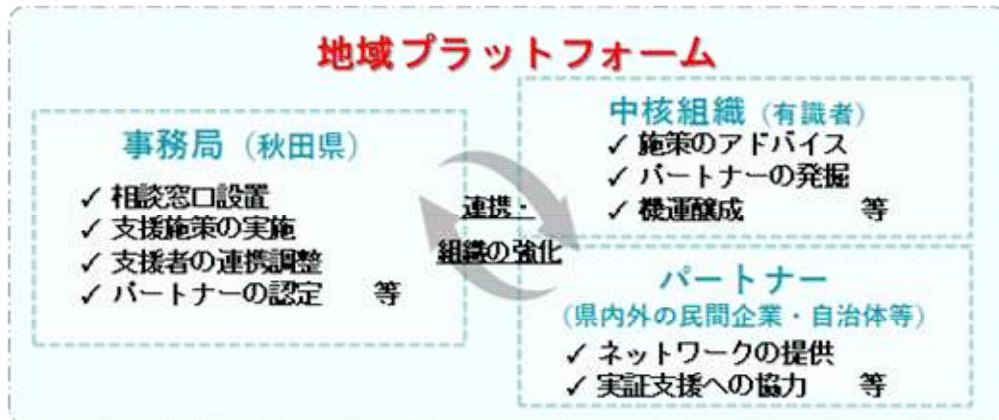 地域プラットフォーム
事務局（秋田県）
✓ 相談窓口設置
✓ 支援施策の実施
✓ 支援者の連携調整
✓ パートナーの認定　等
連携・
組織の強化
中核組織（有識者）
✓ 施策のアドバイス
✓ パートナーの発掘
✓ 機運醸成　等
パートナー
（県内外の民間企業・自治体等）
✓ ネットワークの提供
✓ 実証支援への協力　等